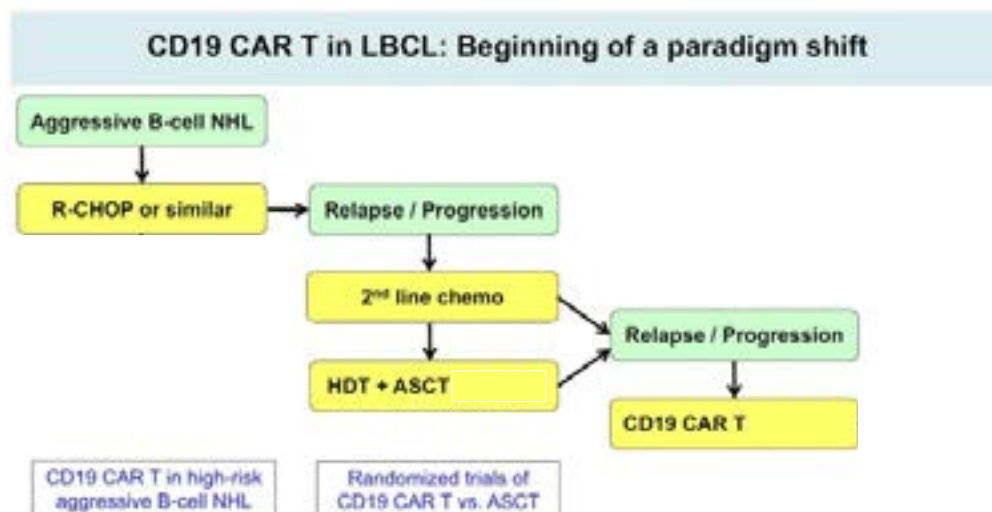 CD19 CAR T in LBCL: Beginning of a paradigm shift
Aggressive B-cell NHL
R-CHOP or similar
Relapse / Progression
2nd line chemo
HDT + ASCT
Relapse / Progression
CD19 CAR T
CD19 CAR T in high-risk
aggressive B-cell NHL
Randomized trials of
CD19 CAR T vs. ASCT